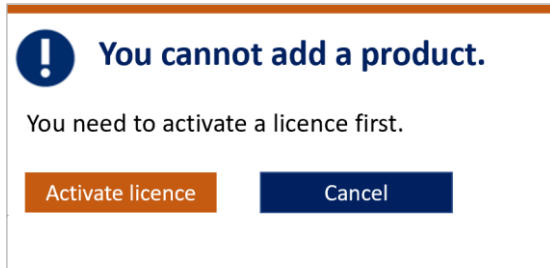 You cannot add a product.
You need to activate a licence first.
Activate licence
Cancel